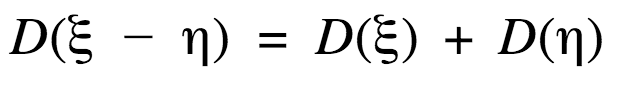 D(ξ − η) = D(ξ) + D(η)